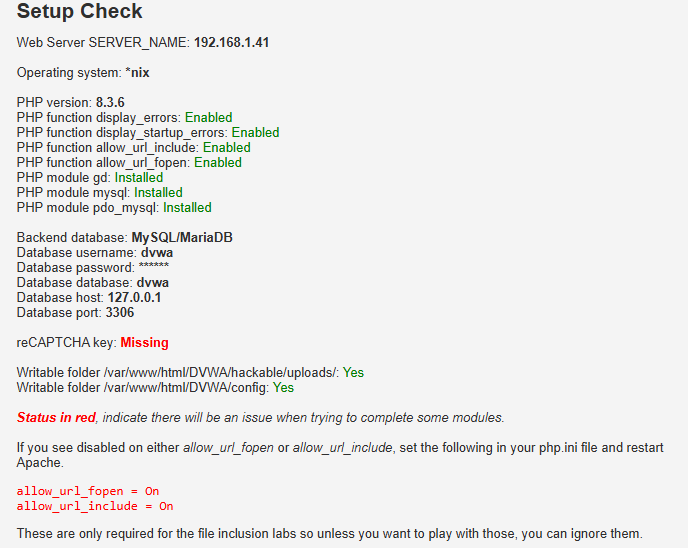 Setup Check
Web Server SERVER_NAME: 192.168.1.41
Operating system: *nix
PHP version: 8.3.6
PHP function display_errors: Enabled
PHP function display_startup_errors: Enabled
PHP function allow_url_include: Enabled
PHP function allow_url_fopen: Enabled
PHP module gd: Installed
PHP module mysql: Installed
PHP module pdo_mysql: Installed
Backend database: MySQL/MariaDB
Database username: dvwa
Database password: ******
Database database: dvwa
Database host: 127.0.0.1
Database port: 3306
reCAPTCHA key: Missing
Writable folder /var/www/html/DVWA/hackable/uploads/: Yes
Writable folder /var/www/html/DVWA/config: Yes
Status in red, indicate there will be an issue when trying to complete some modules.
If you see disabled on either allow_url_fopen or allow_url_include, set the following in your php.ini file and restart
Apache.
allow_url_fopen = On
allow_url_include = On
These are only required for the file inclusion labs so unless you want to play with those, you can ignore them.